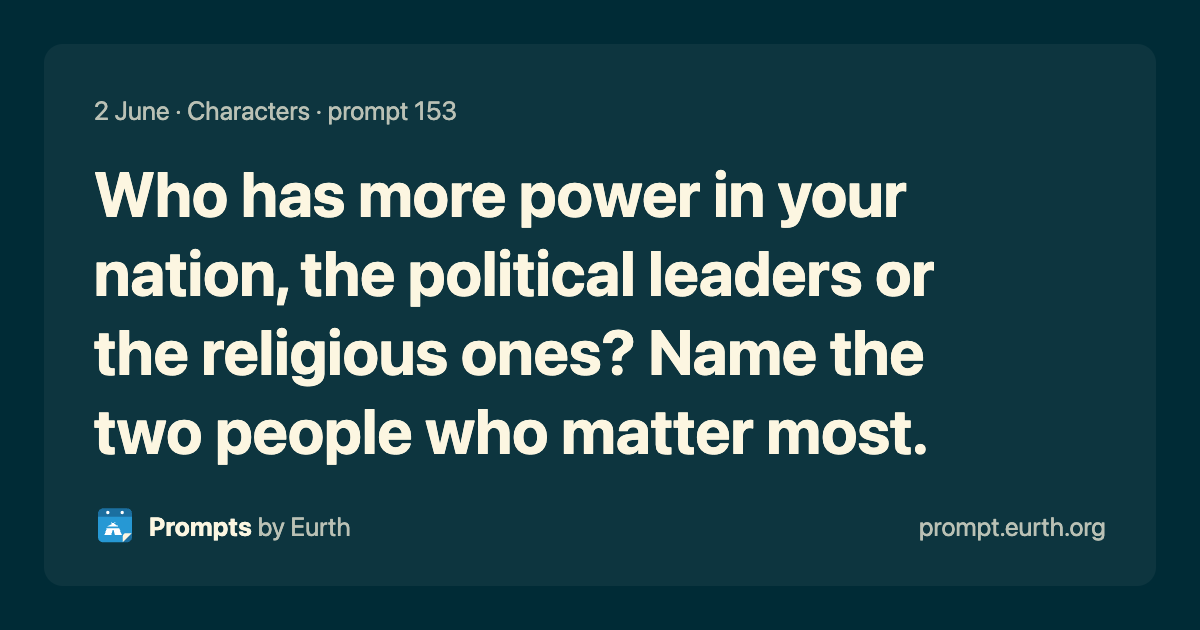 2 June · Characters · prompt 153
Who has more power in your
nation, the political leaders or
the religious ones? Name the
two people who matter most.
Prompts by Eurth
prompt.eurth.org